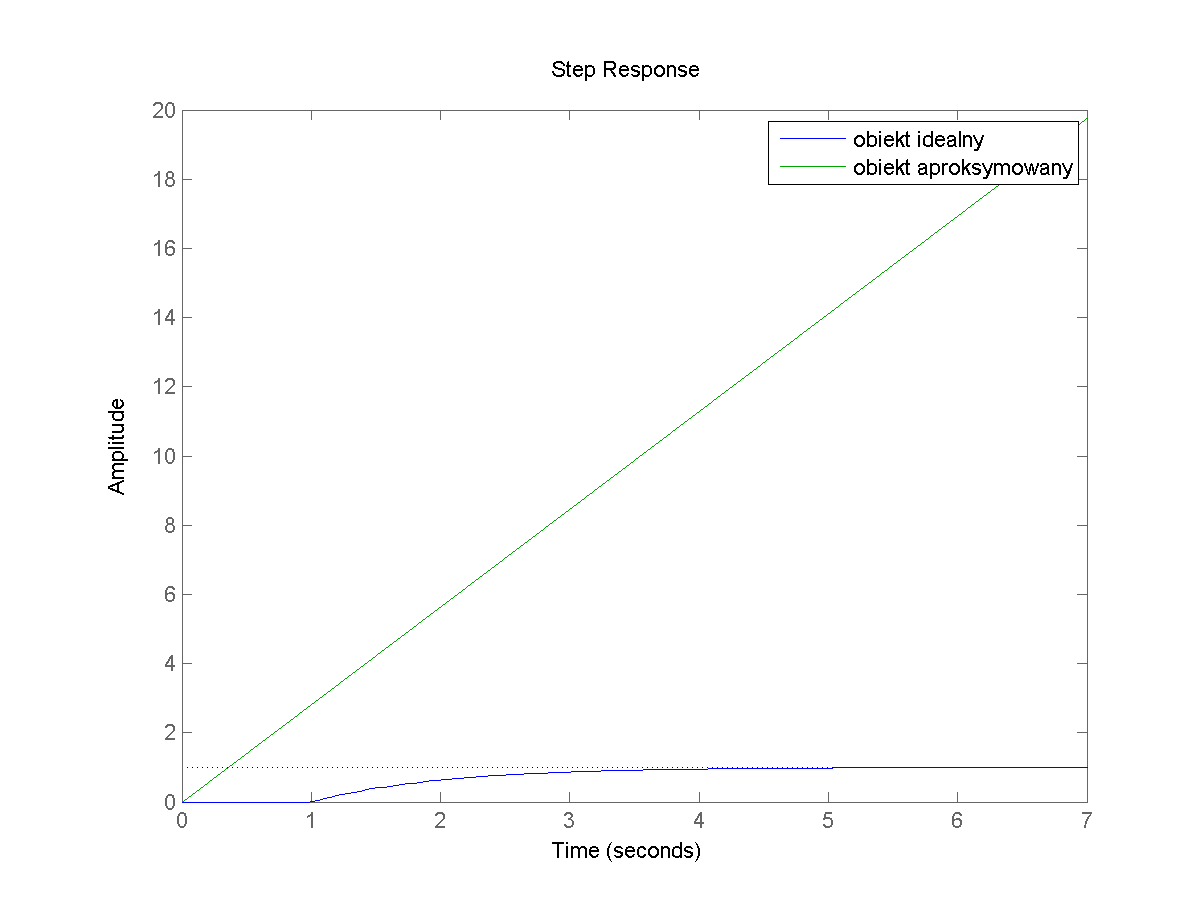 Step Response
20
18
16
14
12
10
8
6
4
2
0
Amplitude
obiekt idealny
obiekt aproksymowany
0 1 2 3 4 5 6 7
Time (seconds)